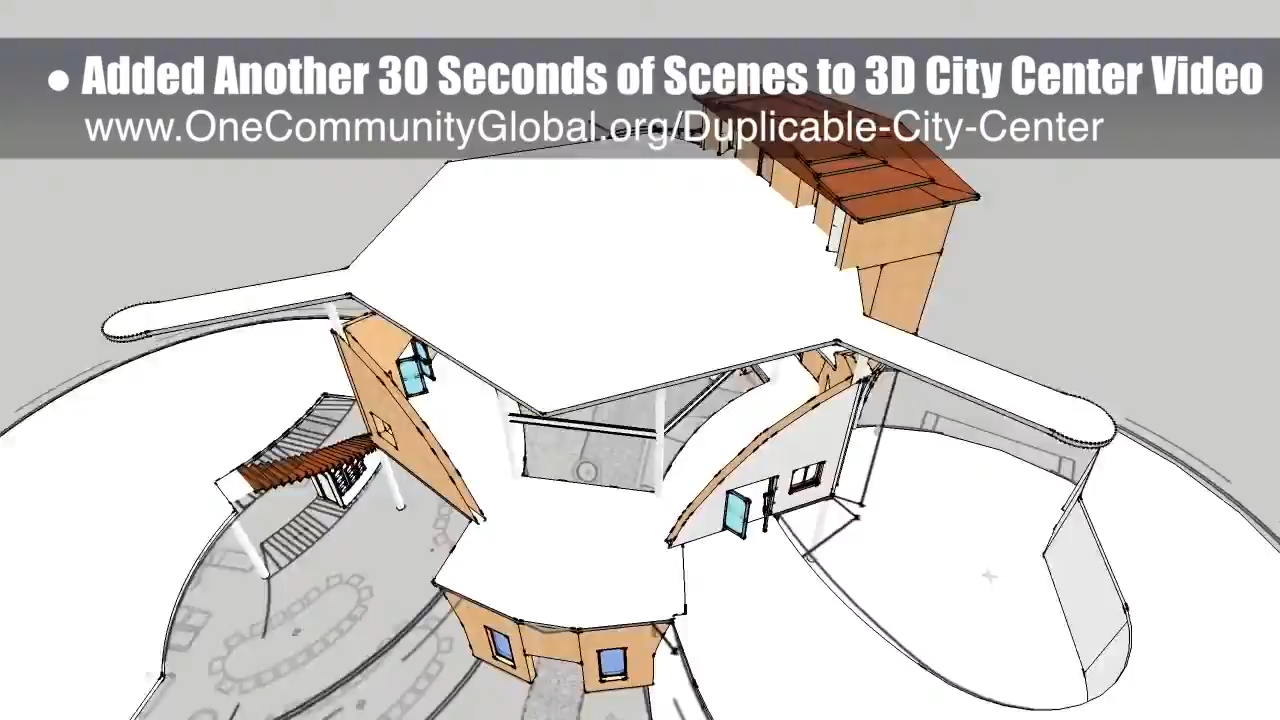 • Added Another 30 Seconds of Scenes to 3D City Center Video
www.OneCommunityGlobal.org/Duplicable-City-Center